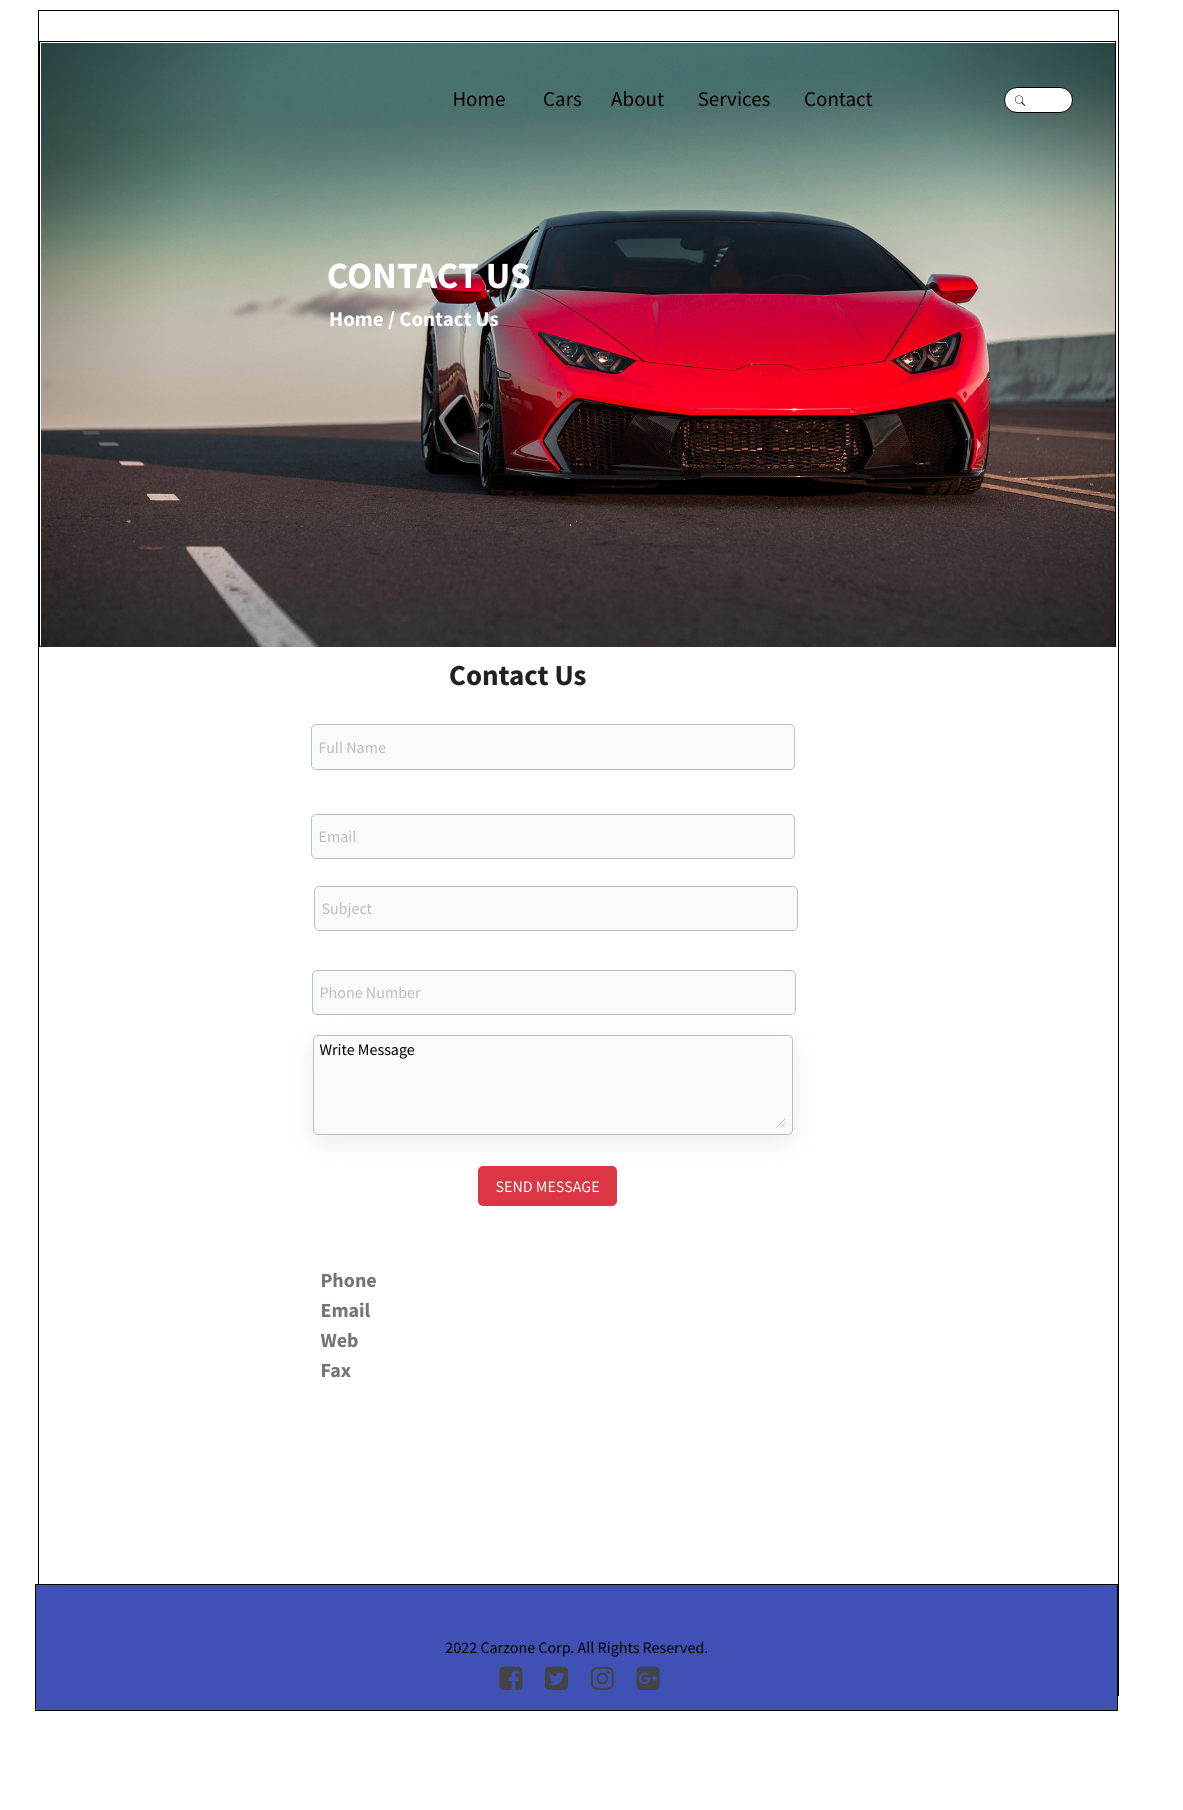 Home Cars About Services Contact
CONTACT US
Home / Contact Us
Contact Us
Full Name
Email
Subject
Phone Number
Write Message
SEND MESSAGE
Phone
Email
Web
Fax
2022 Carzone Corp. All Rights Reserved.